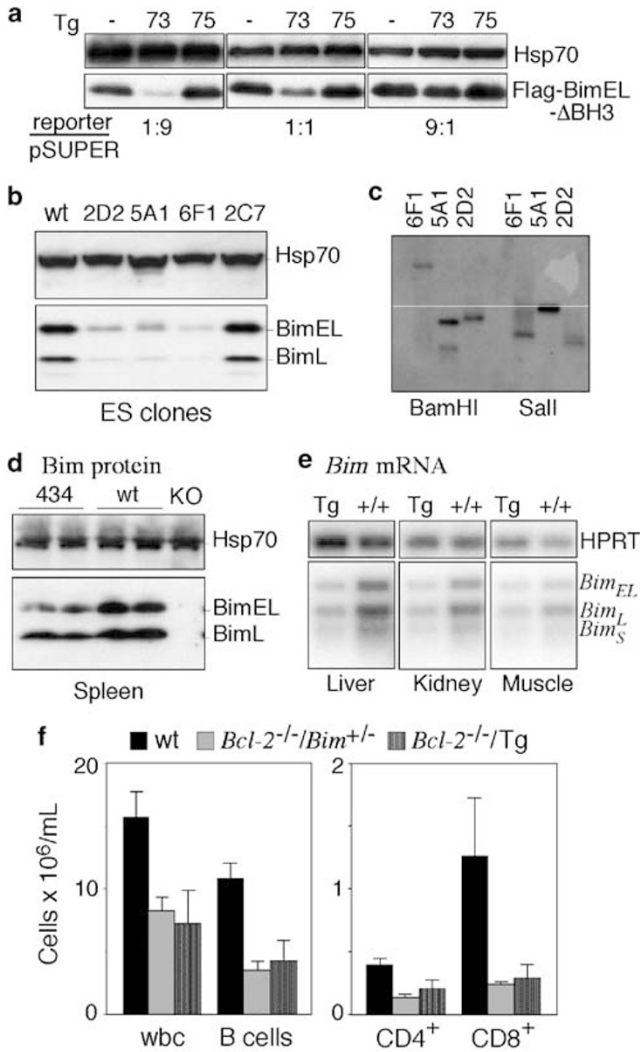 a
Tg - 73 75 - 73 75 - 73 75
Hsp70
Flag-BimEL
-ΔBH3
reporter
pSUPER
1:9 1:1 9:1
b
wt 2D2 5A1 6F1 2C7
Hsp70
BimEL
BimL
ES clones
c
6F1 5A1 2D2 6F1 5A1 2D2
BamHI SalI
d Bim protein
434 wt KO
Hsp70
BimEL
BimL
Spleen
e Bim mRNA
Tg +/+ Tg +/+ Tg +/+
HPRT
Bim_EL
Bim_L
Bim_S
Liver Kidney Muscle
f
wt Bcl-2-/-/Bim+/- Bcl-2-/-/Tg
Cells x 10⁶/mL
20
10
0
wbc B cells
2
1
0
CD4+ CD8+